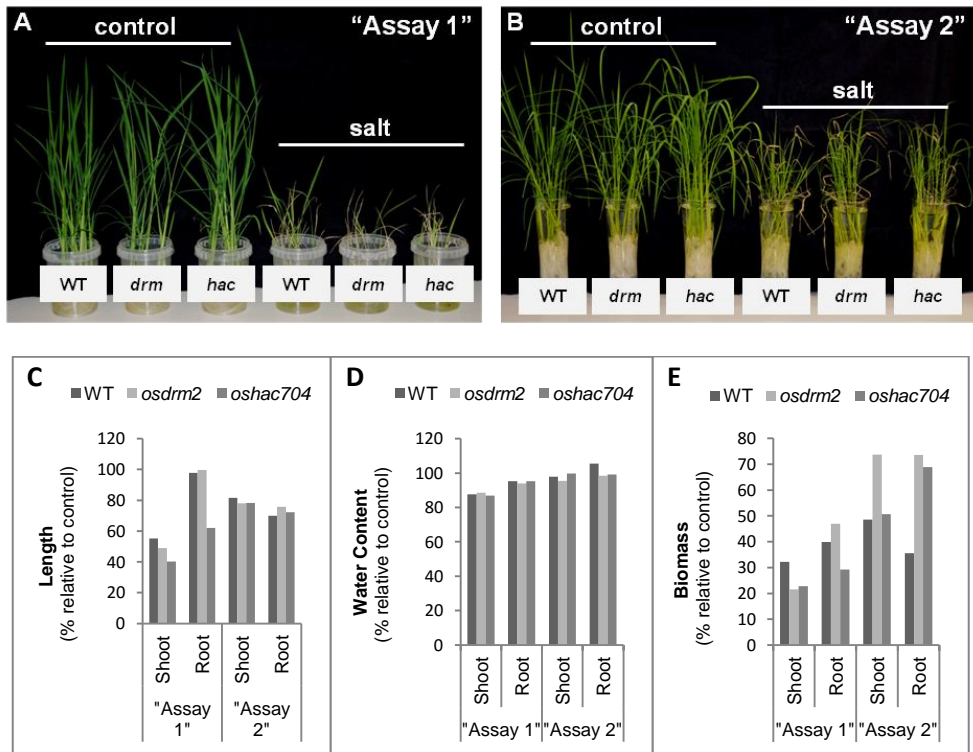 A
control
“Assay 1”
salt
WT
drm
hac
WT
drm
hac
B
control
“Assay 2”
salt
WT
drm
hac
WT
drm
hac
C
WT osdrm2 oshac704
Length
(% relative to control)
120
100
80
60
40
20
0
Shoot
Root
Shoot
Root
"Assay
1"
"Assay
2"
D
WT osdrm2 oshac704
Water Content
(% relative to control)
120
100
80
60
40
20
0
Shoot
Root
Shoot
Root
"Assay 1"
"Assay 2"
E
WT osdrm2 oshac704
Biomass
(% relative to control)
80
70
60
50
40
30
20
10
0
Shoot
Root
Shoot
Root
"Assay 1"
"Assay 2"